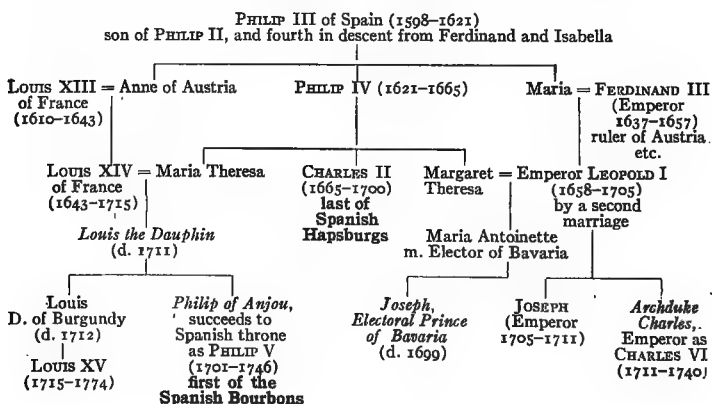 PHILIP III of Spain (1598–1621)
son of PHILIP II, and fourth in descent from Ferdinand and Isabella
LOUIS XIII = Anne of Austria
of France
(1610–1643)
PHILIP IV (1621–1665)
Maria = FERDINAND III
(Emperor
1637–1657)
ruler of Austria
etc.
LOUIS XIV = Maria Theresa
of France
(1643–1715)
CHARLES II
(1665–1700)
last of
Spanish
Hapsburgs
Margaret = Emperor LEOPOLD I
Theresa
(1658–1705)
by a second
marriage
Louis the Dauphin
(d. 1711)
Maria Antoinette
m. Elector of Bavaria
Louis
D. of Burgundy
(d. 1712)
LOUIS XV
(1715–1774)
Philip of Anjou,
succeeds to
Spanish throne
as PHILIP V
(1701–1746)
first of the
Spanish Bourbons
Joseph,
Electoral Prince
of Bavaria
(d. 1699)
JOSEPH
(Emperor
1705–1711)
Archduke
Charles,.
Emperor as
CHARLES VI
(1711–1740)